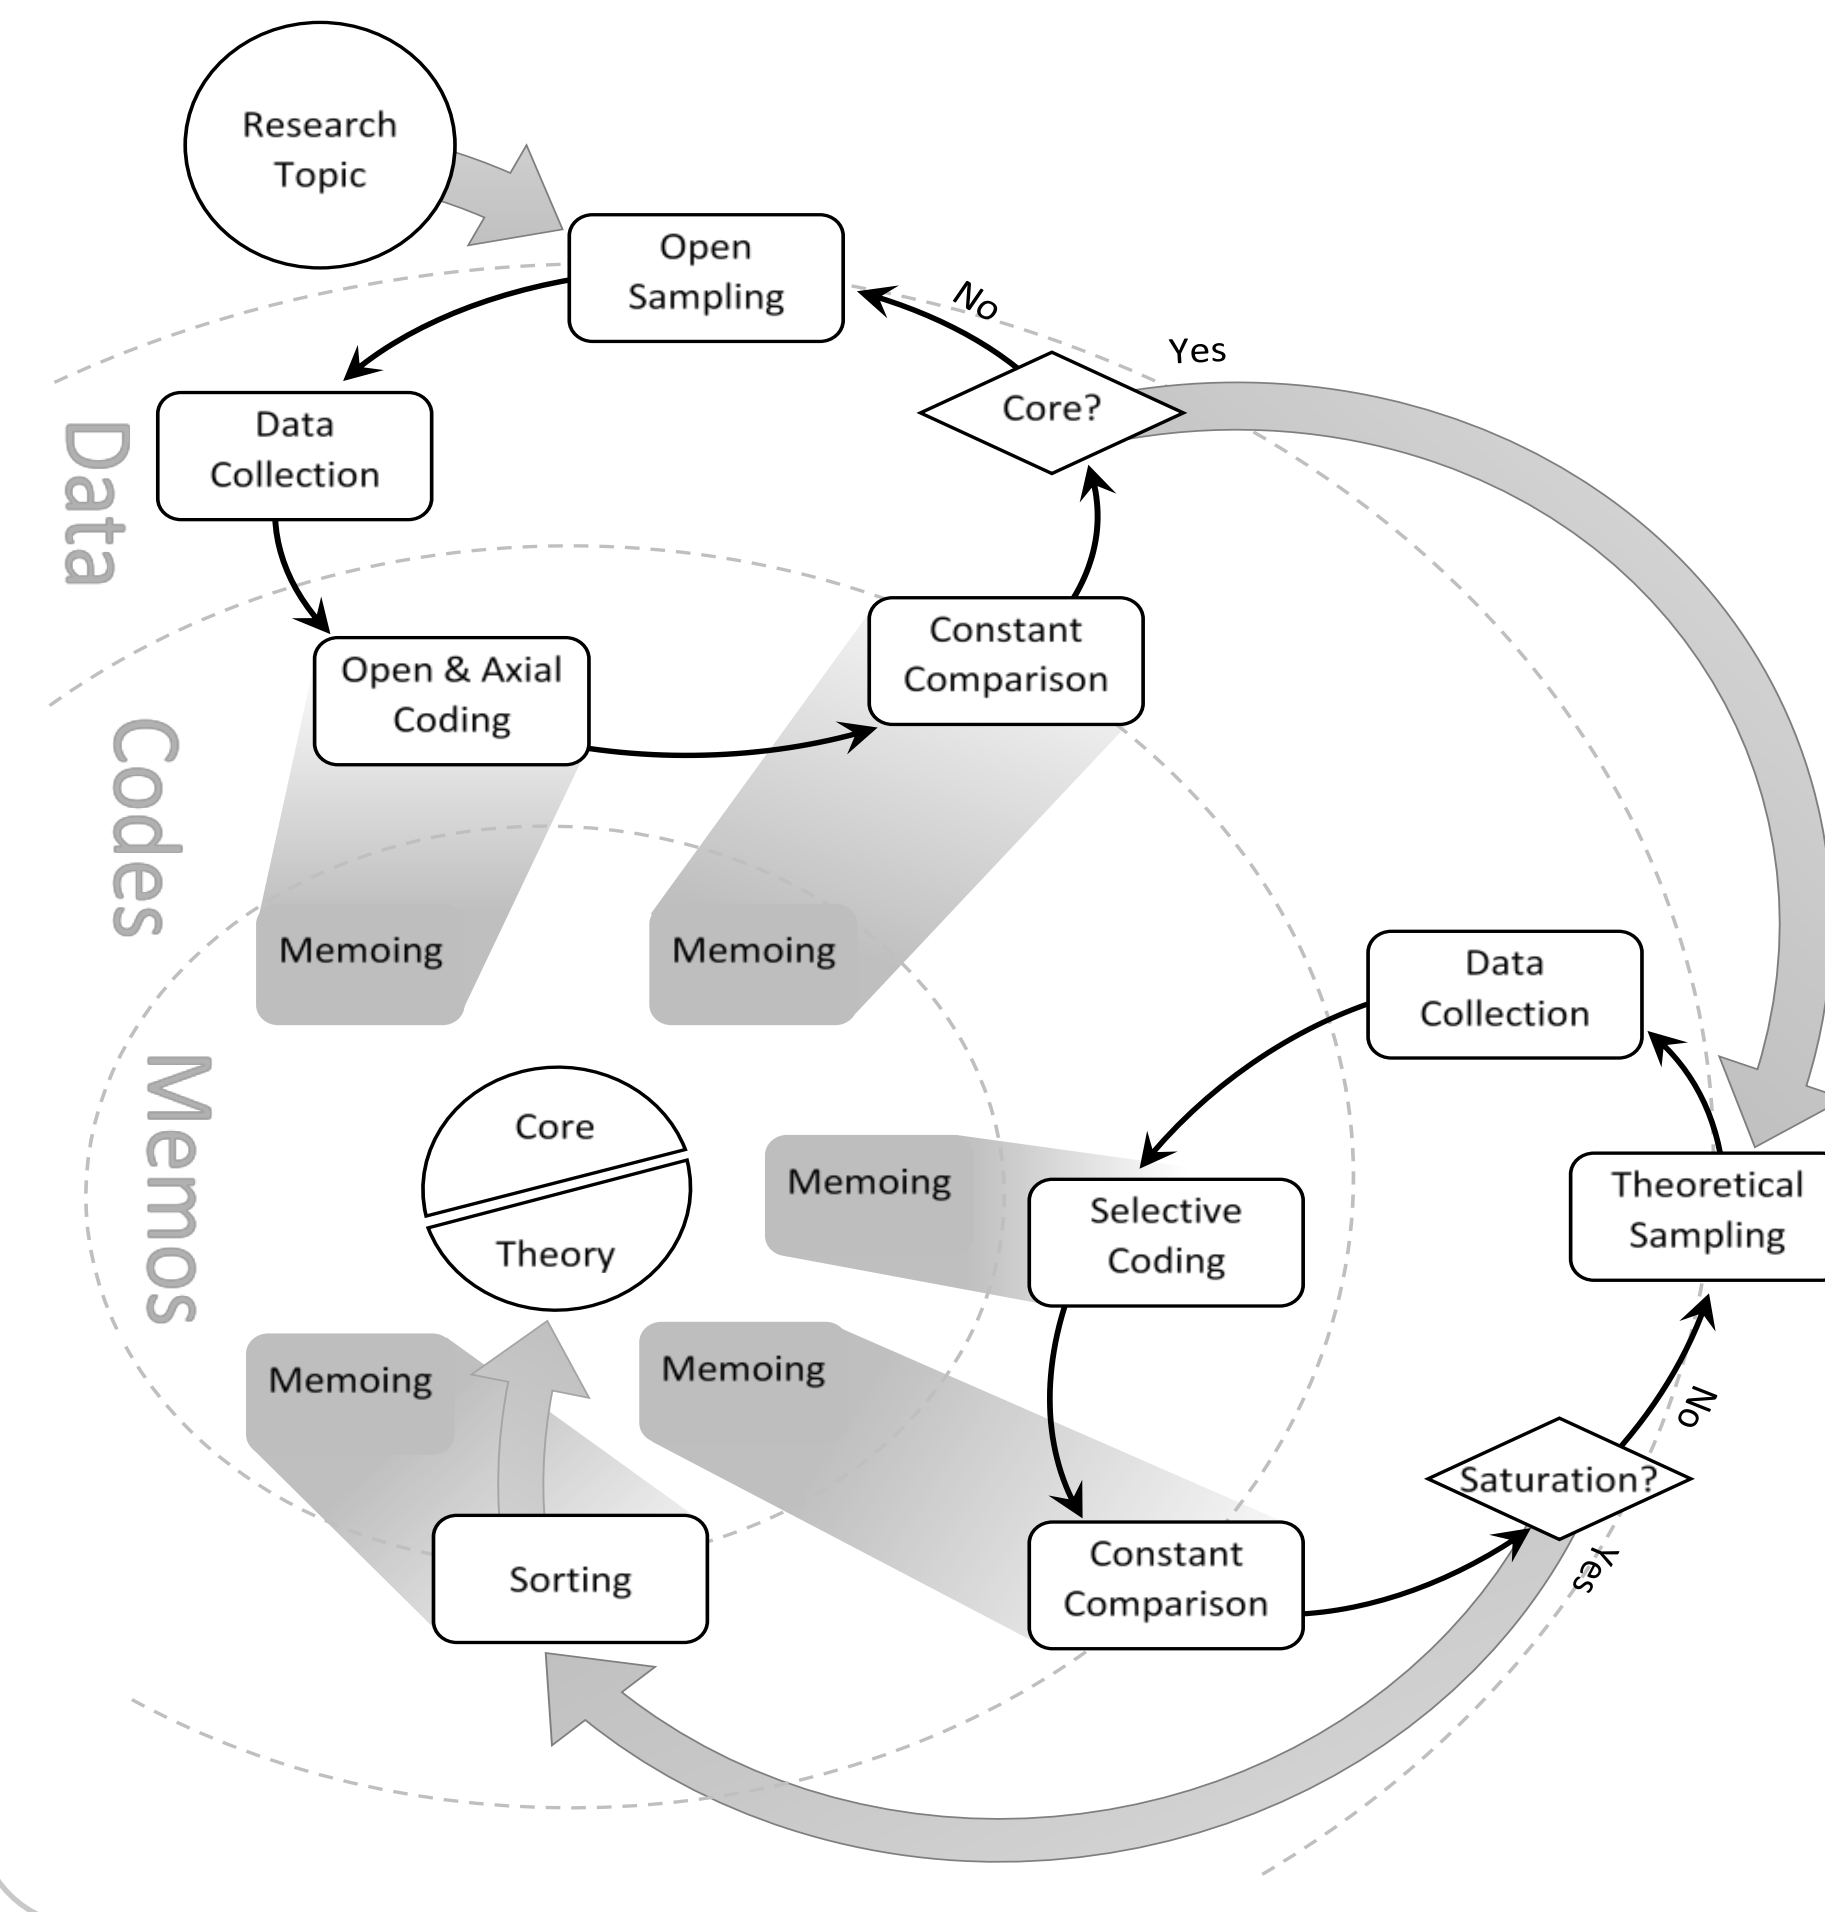 Research
Topic
Open
Sampling
No
Yes
Core?
Data
Collection
Data
Open & Axial
Coding
Constant
Comparison
Codes
Memoing
Memoing
Data
Collection
Memos
Core
Theory
Memoing
Selective
Coding
Theoretical
Sampling
Memoing
Memoing
No
Saturation?
Yes
Sorting
Constant
Comparison